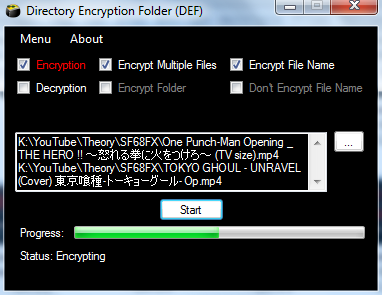 Directory Encryption Folder (DEF)
Menu About
Encryption Encrypt Multiple Files Encrypt File Name
Decryption Encrypt Folder Don't Encrypt File Name
K:\YouTube\Theory\SF68FX\One Punch-Man Opening _
THE HERO !! ～怒れる拳に火をつけろ～ (TV size).mp4
K:\YouTube\Theory\SF68FX\TOKYO GHOUL - UNRAVEL
(Cover) 東京喰種-トーキョーグール- Op.mp4
...
Start
Progress:
Status: Encrypting